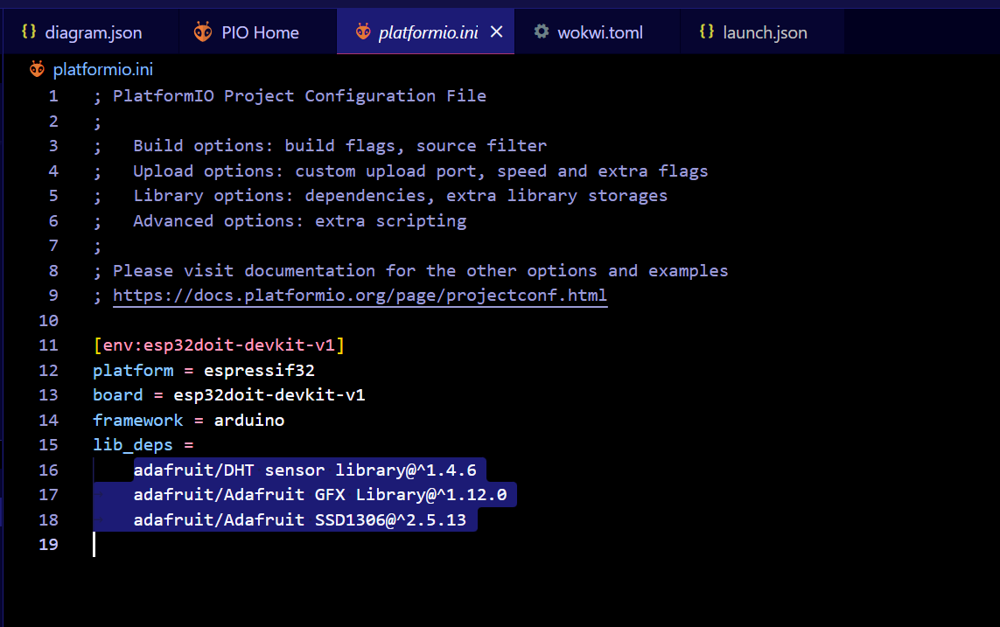 {} diagram.json PIO Home platformio.ini × wokwi.toml {} launch.json
platformio.ini
1 ; PlatformIO Project Configuration File
2 ;
3 ;   Build options: build flags, source filter
4 ;   Upload options: custom upload port, speed and extra flags
5 ;   Library options: dependencies, extra library storages
6 ;   Advanced options: extra scripting
7 ;
8 ; Please visit documentation for the other options and examples
9 ; https://docs.platformio.org/page/projectconf.html
10
11 [env:esp32doit-devkit-v1]
12 platform = espressif32
13 board = esp32doit-devkit-v1
14 framework = arduino
15 lib_deps =
16     adafruit/DHT sensor library@^1.4.6
17     adafruit/Adafruit GFX Library@^1.12.0
18     adafruit/Adafruit SSD1306@^2.5.13
19